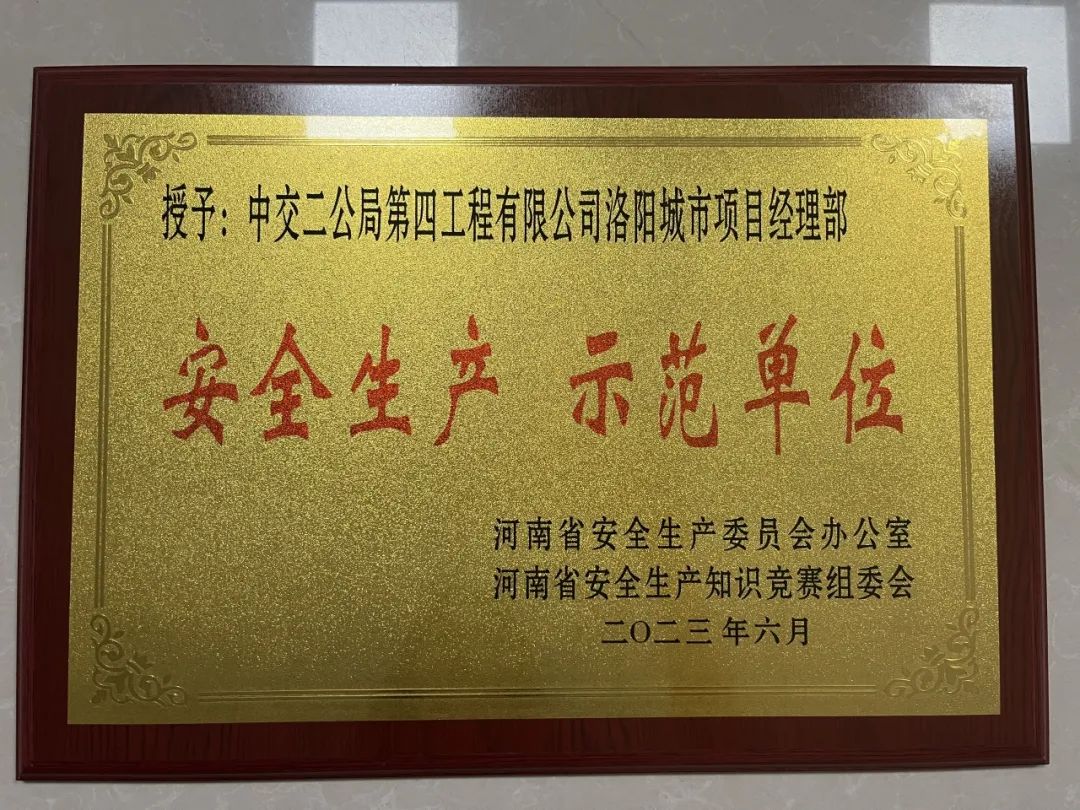 授予：中交二公局第四工程有限公司洛阳城市项目经理部
安全生产 示范单位
河南省安全生产委员会办公室
河南省安全生产知识竞赛组委会
二〇二三年六月